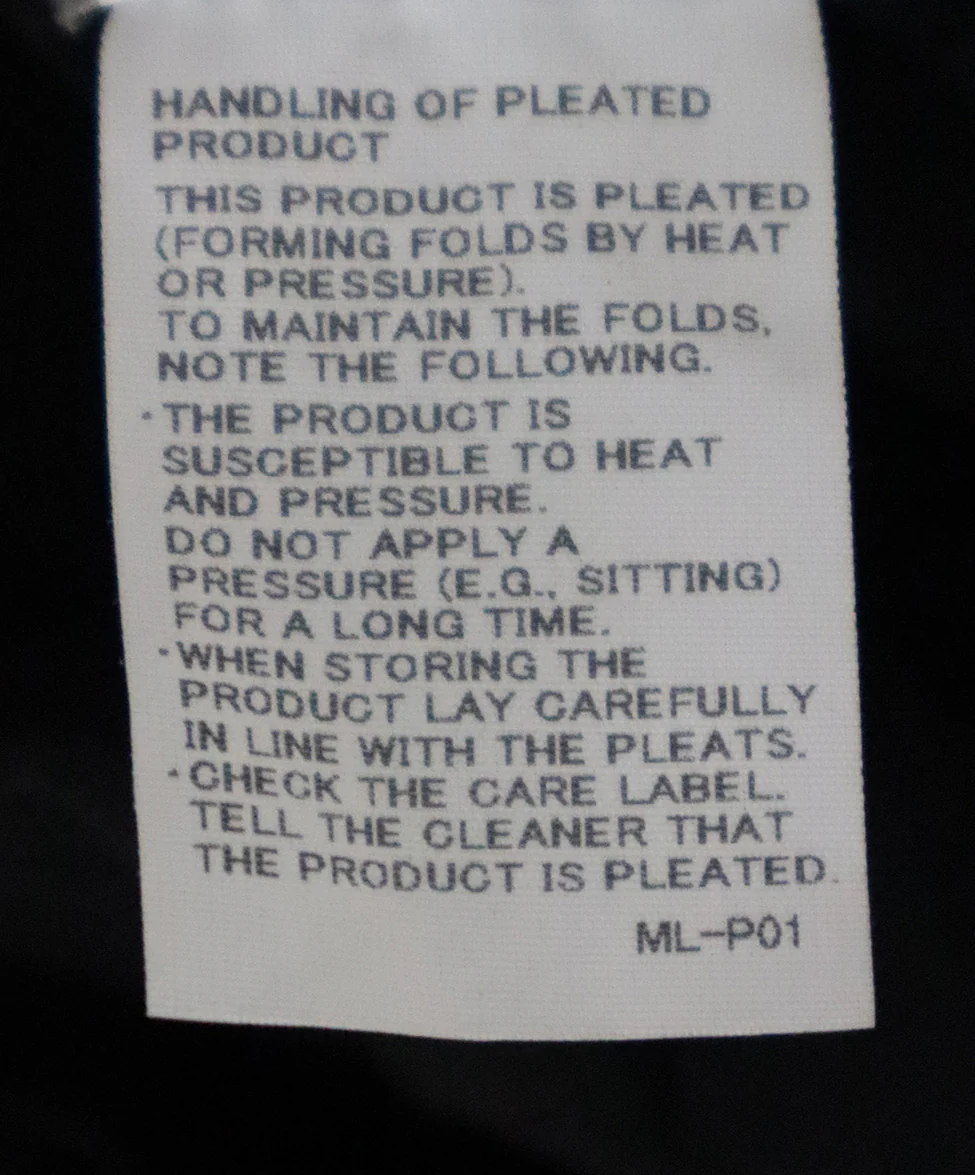 HANDLING OF PLEATED
PRODUCT
THIS PRODUCT IS PLEATED
(FORMING FOLDS BY HEAT
OR PRESSURE).
TO MAINTAIN THE FOLDS,
NOTE THE FOLLOWING.
·THE PRODUCT IS
SUSCEPTIBLE TO HEAT
AND PRESSURE.
DO NOT APPLY A
PRESSURE (E.G., SITTING)
FOR A LONG TIME.
·WHEN STORING THE
PRODUCT LAY CAREFULLY
IN LINE WITH THE PLEATS.
·CHECK THE CARE LABEL.
TELL THE CLEANER THAT
THE PRODUCT IS PLEATED.
ML-P01